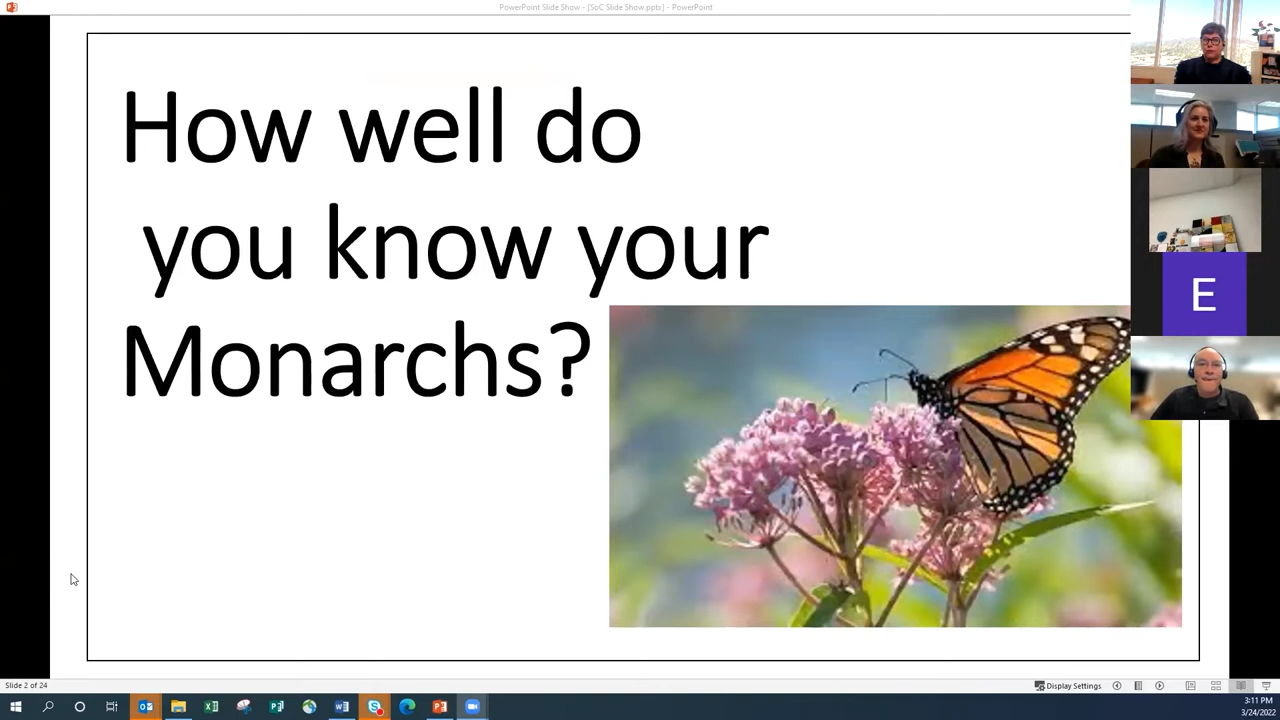 PowerPoint Slide Show - [SoC Slide Show.ppts] - PowerPoint
How well do
you know your
Monarchs?
E
Slide 2 of 24
Display Settings
3:11 PM
3/24/2022